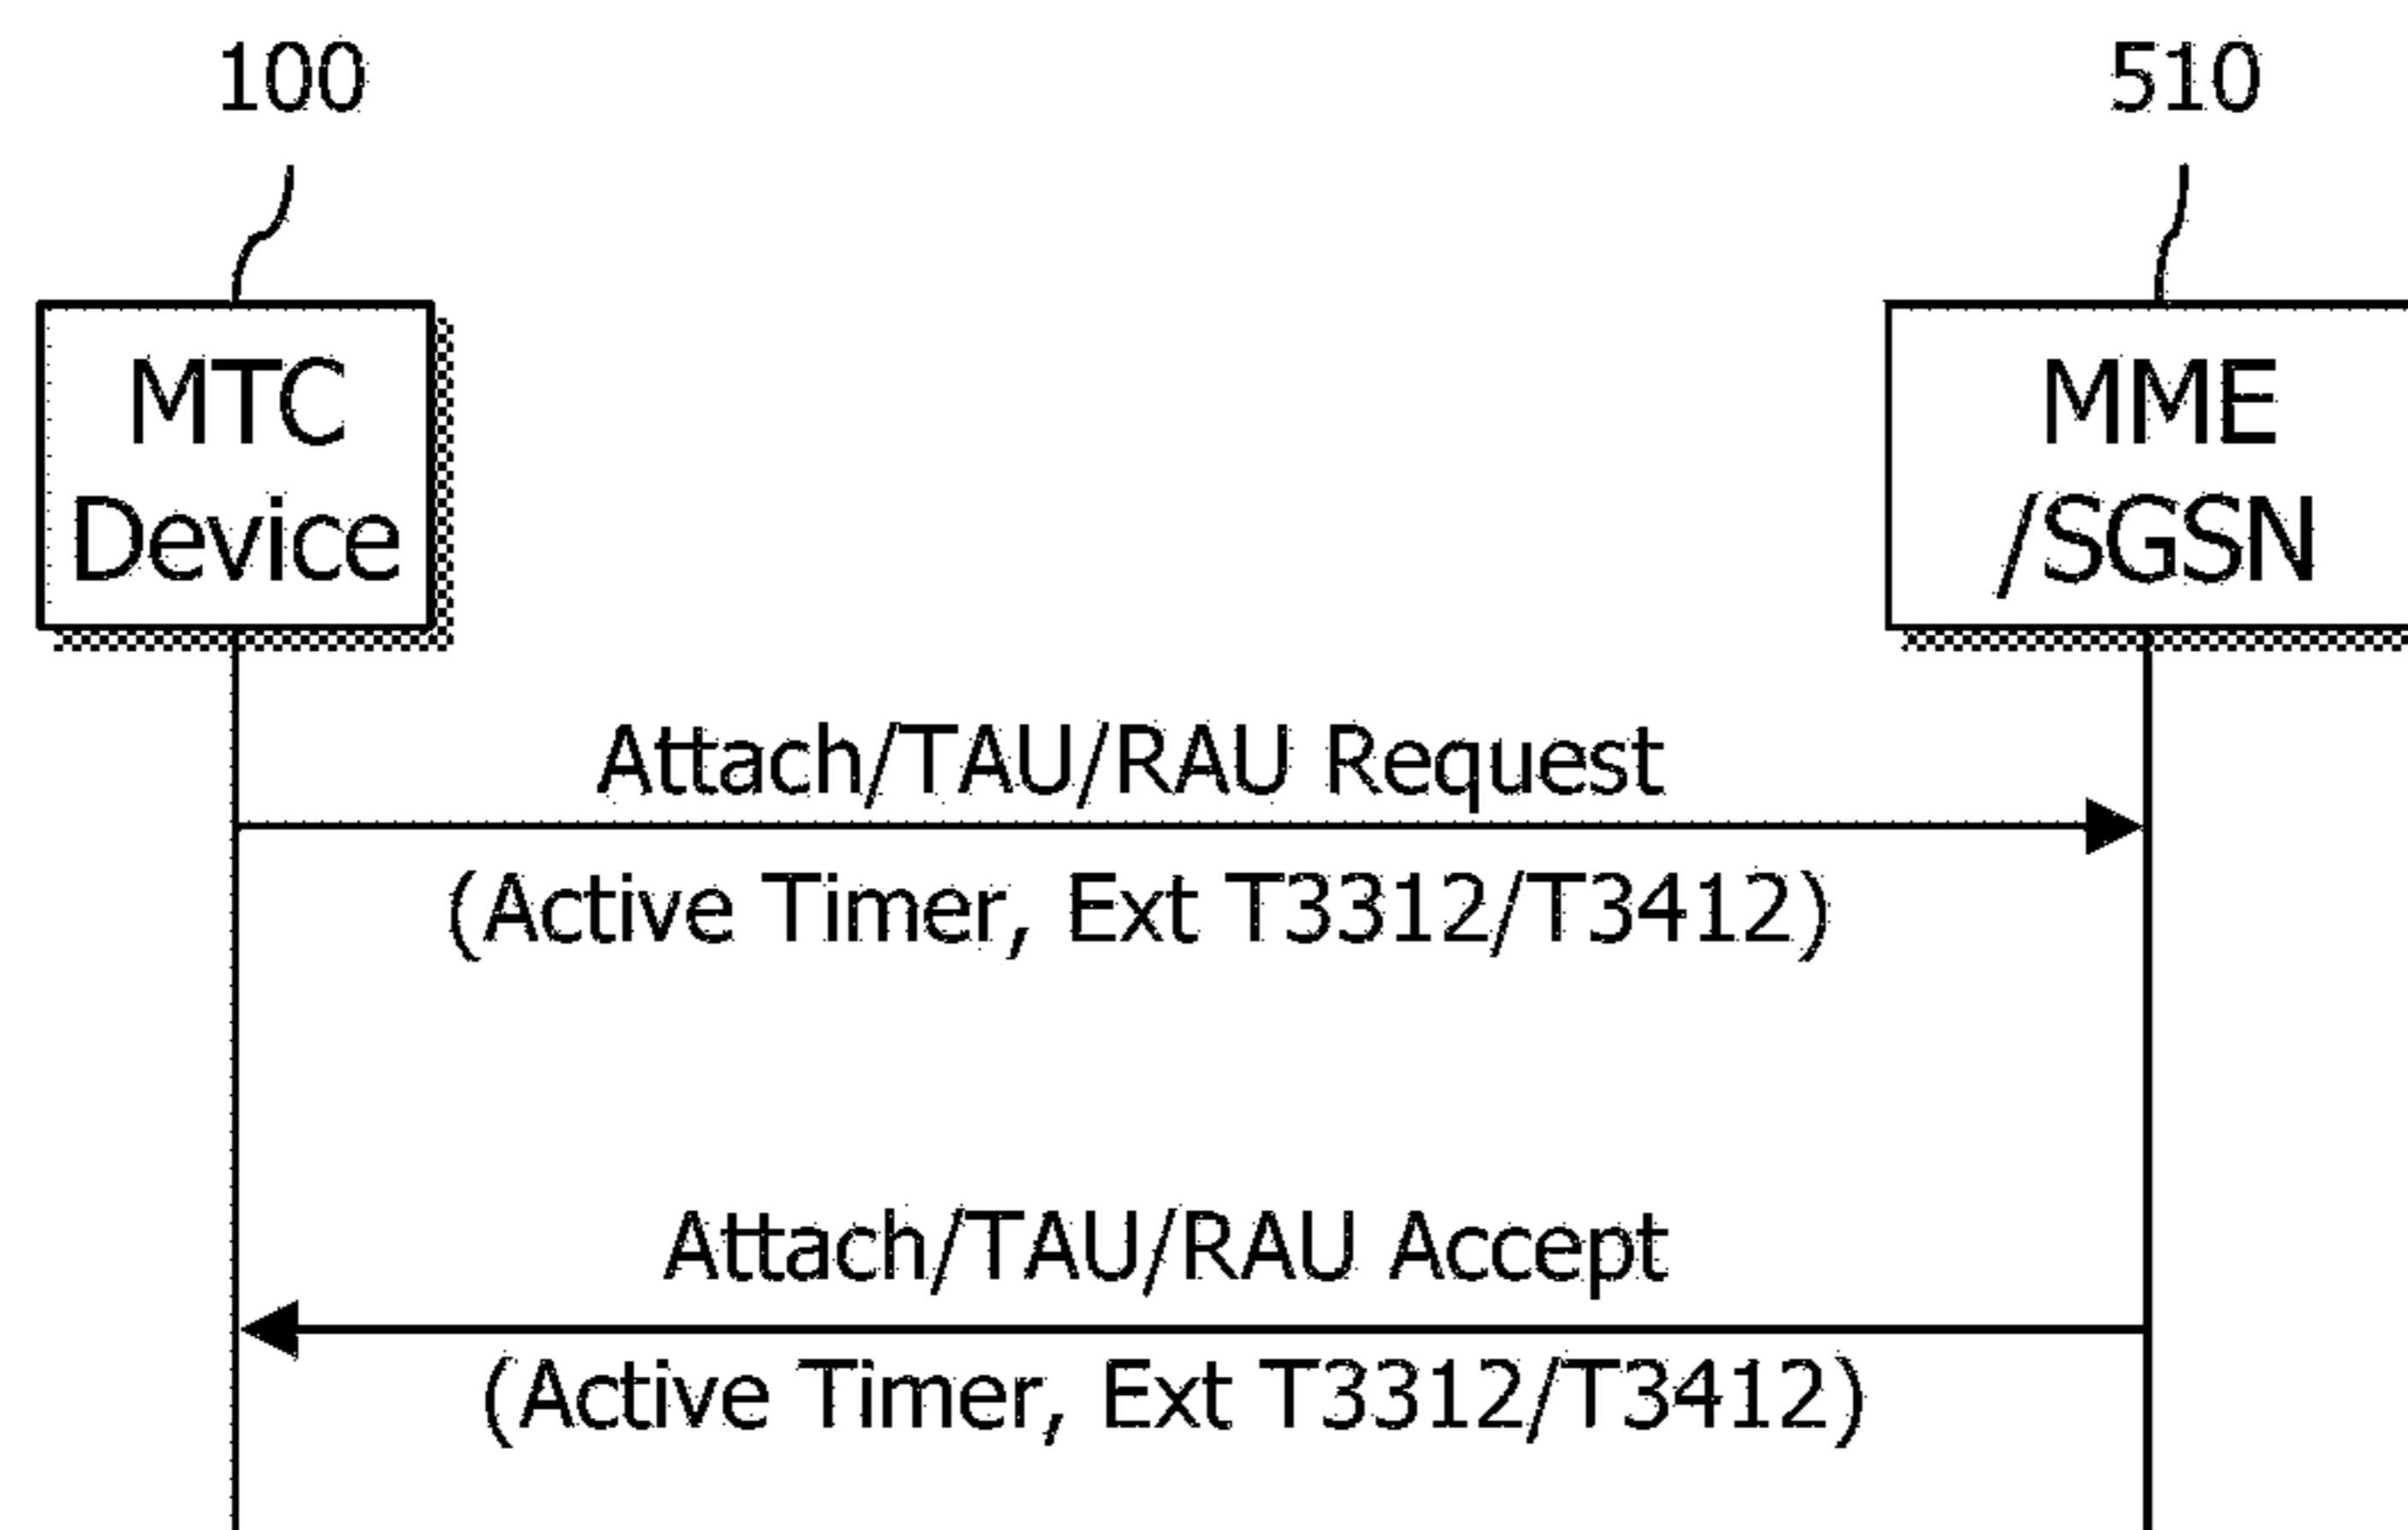 100
510
MTC
Device
MME
/SGSN
Attach/TAU/RAU Request
(Active Timer, Ext T3312/T3412)
Attach/TAU/RAU Accept
(Active Timer, Ext T3312/T3412)